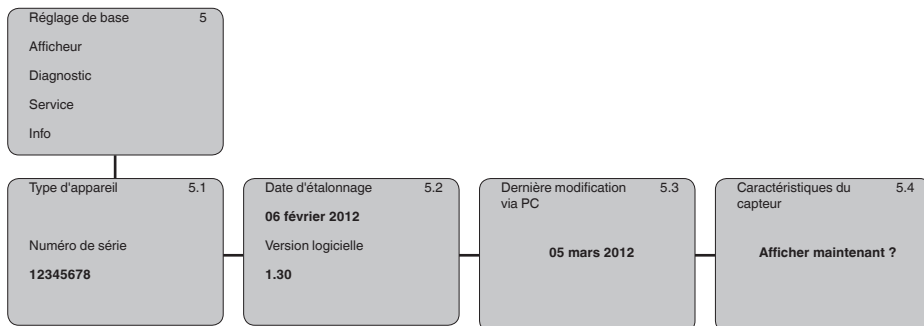 Réglage de base 5
Afficheur
Diagnostic
Service
Info
Type d'appareil 5.1
Numéro de série
12345678
Date d'étalonnage 5.2
06 février 2012
Version logicielle
1.30
Dernière modification 5.3
via PC
05 mars 2012
Caractéristiques du 5.4
capteur
Afficher maintenant ?